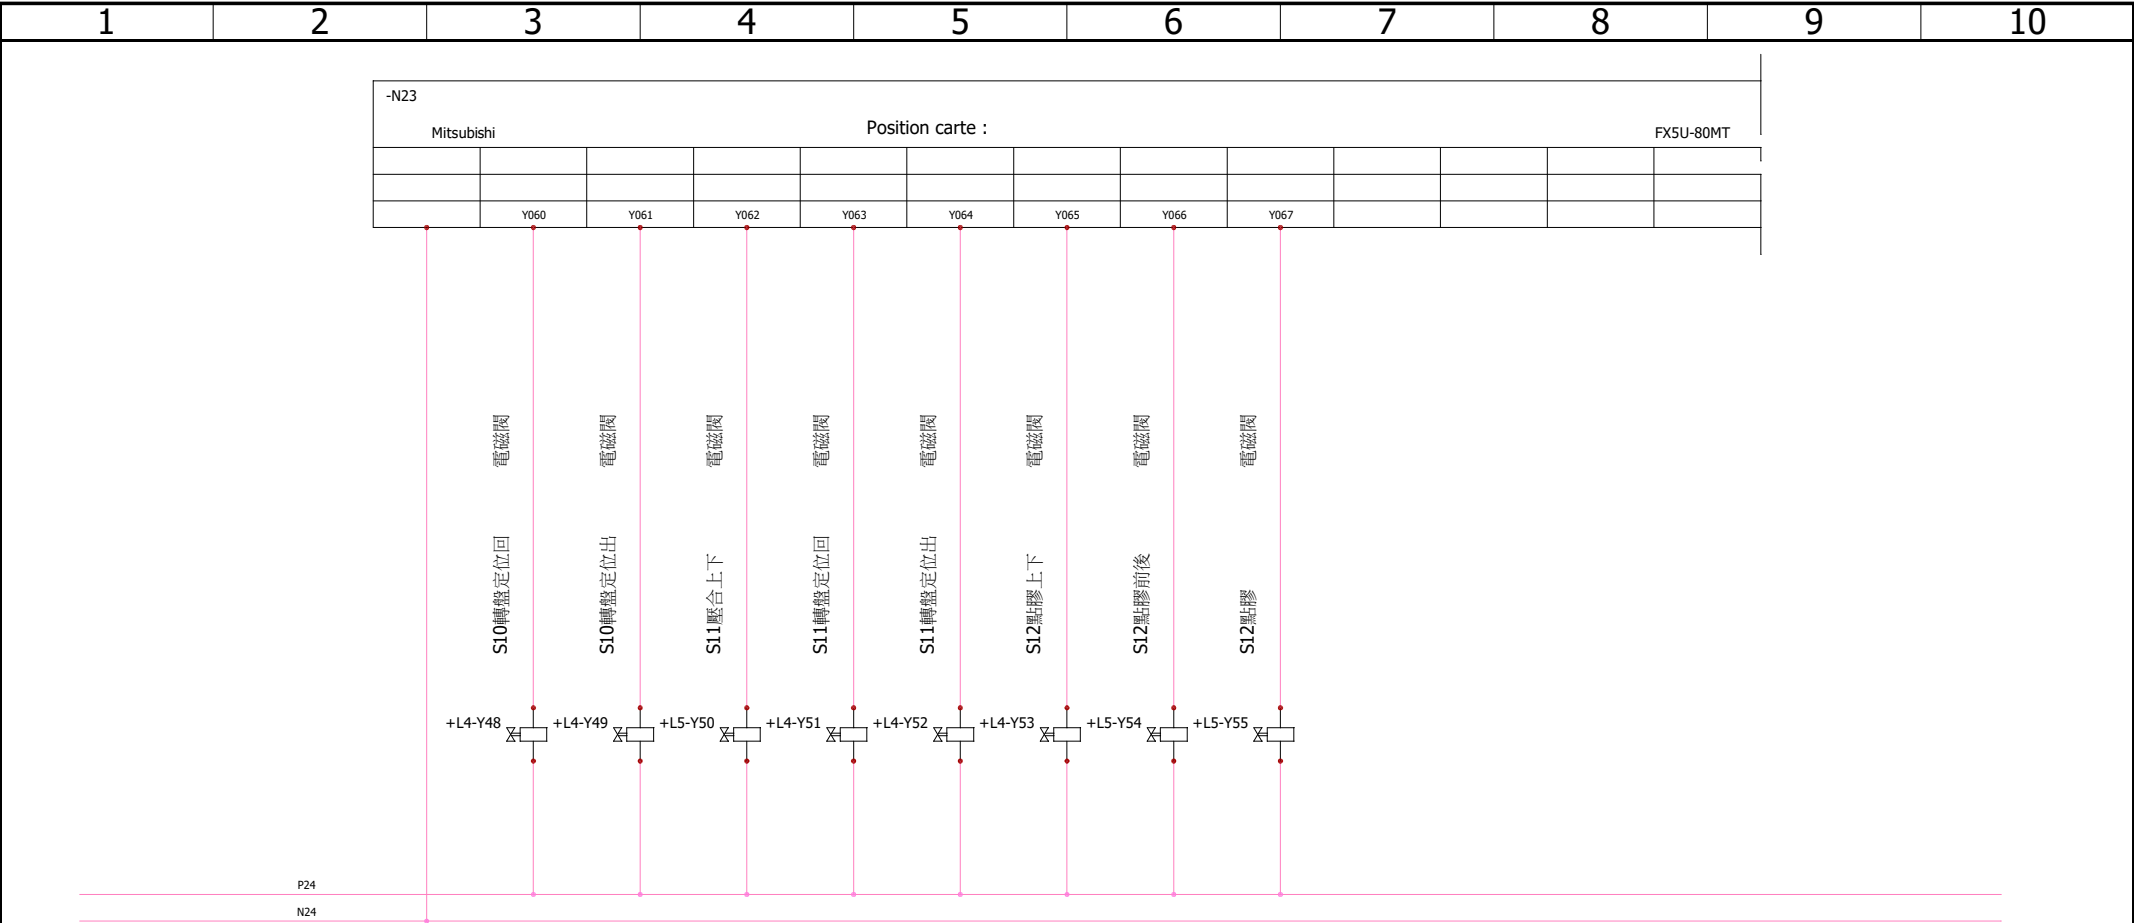 1 2 3 4 5 6 7 8 9 10
-N23
Mitsubishi Position carte : FX5U-80MT
Y060 Y061 Y062 Y063 Y064 Y065 Y066 Y067
S10轉盤定位回 電磁閥
S10轉盤定位出 電磁閥
S11壓合上下 電磁閥
S11轉盤定位回 電磁閥
S11轉盤定位出 電磁閥
S12點膠上下 電磁閥
S12點膠前後 電磁閥
S12點膠 電磁閥
+L4-Y48 +L4-Y49 +L5-Y50 +L4-Y51 +L4-Y52 +L4-Y53 +L5-Y54 +L5-Y55
P24
N24